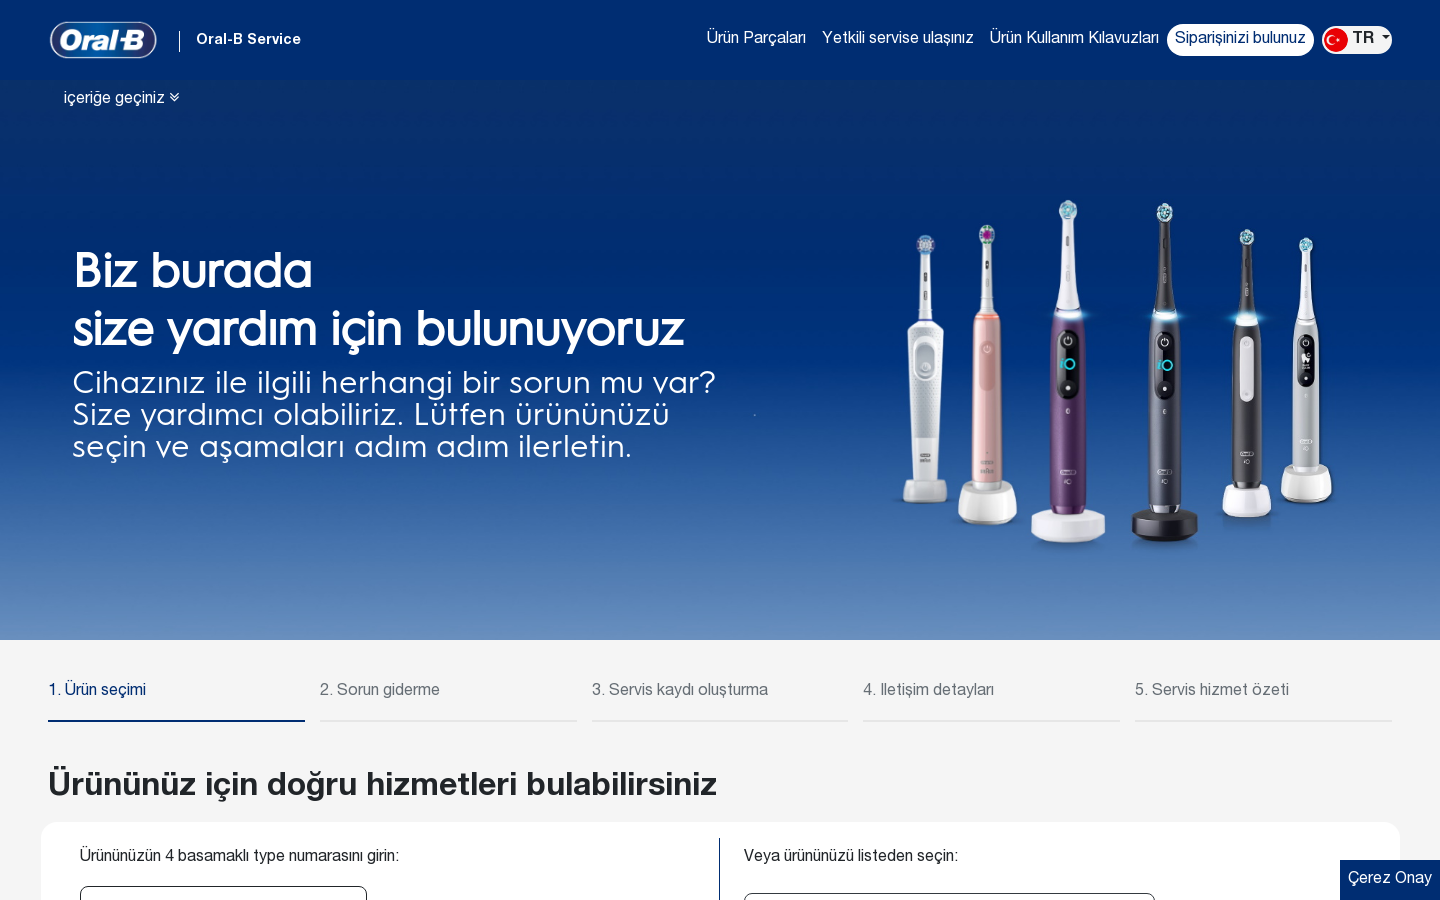 Oral-B
Oral-B Service
Ürün Parçaları
Yetkili servise ulaşınız
Ürün Kullanım Kılavuzları
Siparişinizi bulunuz
TR
içeriğe geçiniz
Biz burada
size yardım için bulunuyoruz
Cihazınız ile ilgili herhangi bir sorun mu var?
Size yardımcı olabiliriz. Lütfen ürününüzü
seçin ve aşamaları adım adım ilerletin.
1. Ürün seçimi
2. Sorun giderme
3. Servis kaydı oluşturma
4. Iletişim detayları
5. Servis hizmet özeti
Ürününüz için doğru hizmetleri bulabilirsiniz
Ürününüzün 4 basamaklı type numarasını girin:
Veya ürününüzü listeden seçin:
Çerez Onay